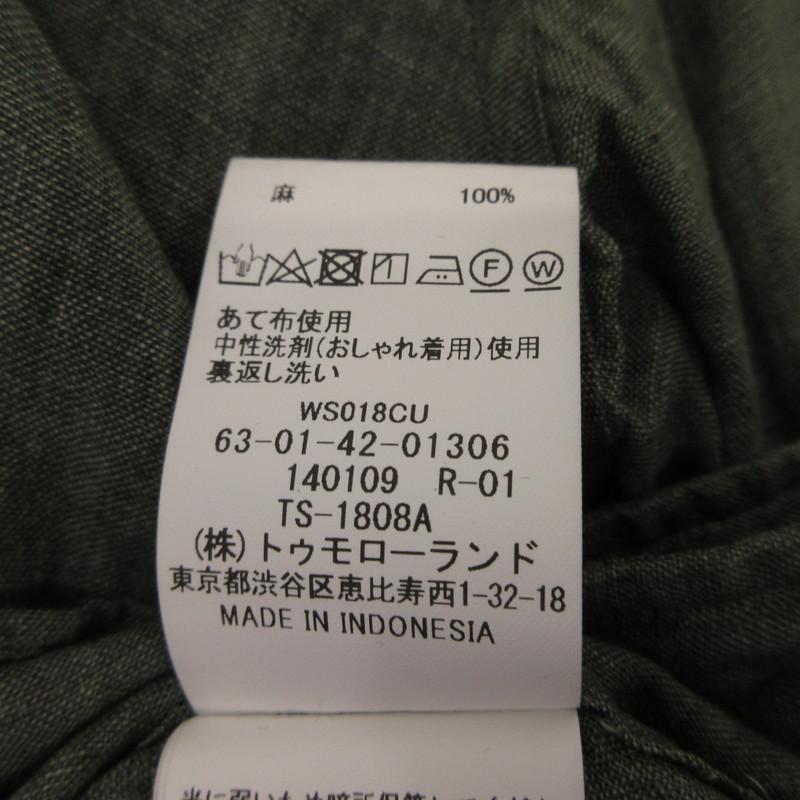 麻 100%
F W
あて布使用
中性洗剤(おしゃれ着用)使用
裏返し洗い
WS018CU
63-01-42-01306
140109 R-01
TS-1808A
(株)トゥモローランド
東京都渋谷区恵比寿西1-32-18
MADE IN INDONESIA